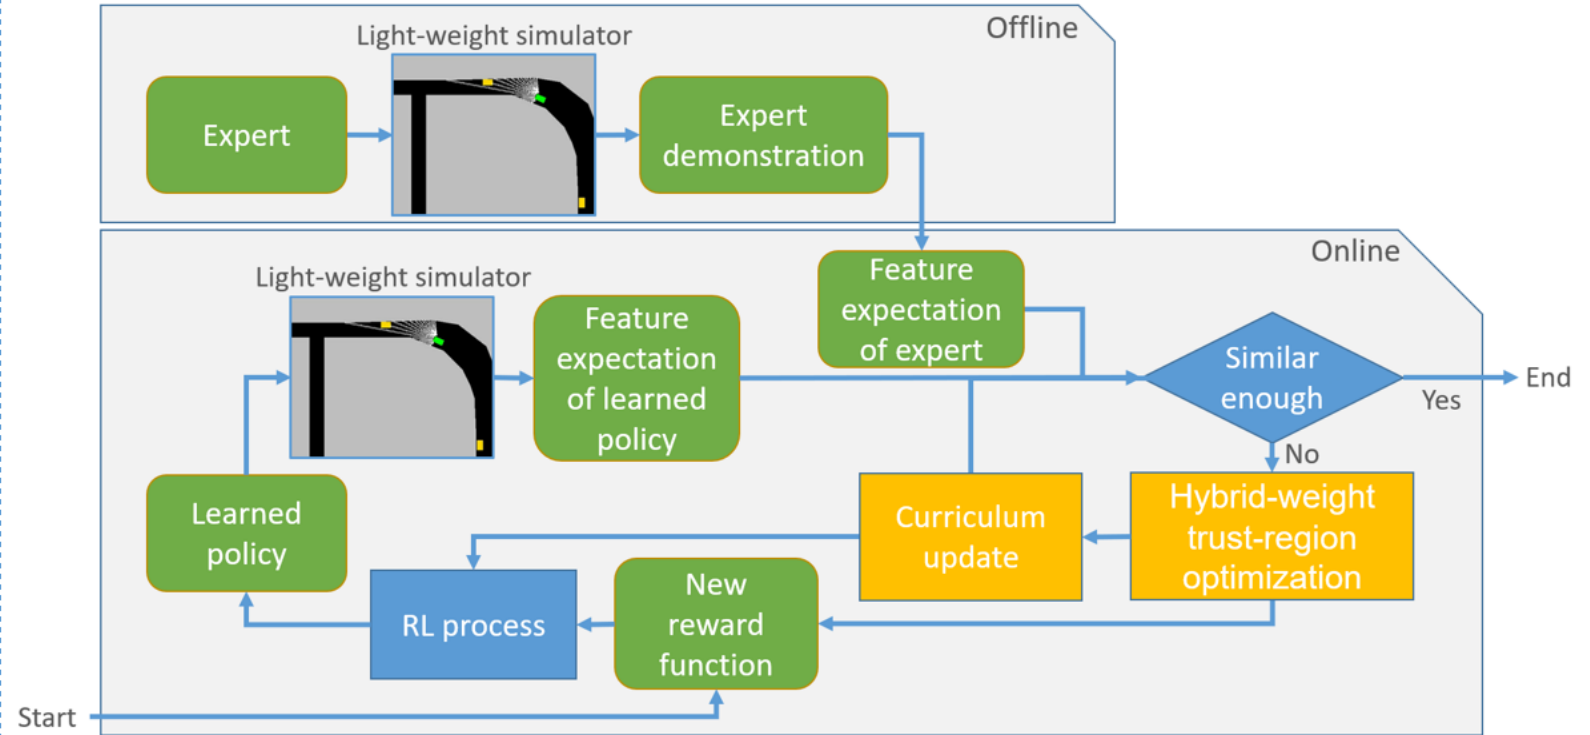 Offline
Light-weight simulator
Expert
Expert
demonstration
Online
Light-weight simulator
Feature
expectation
of learned
policy
Feature
expectation
of expert
Similar
enough
Yes
End
No
Learned
policy
Curriculum
update
Hybrid-weight
trust-region
optimization
RL process
New
reward
function
Start